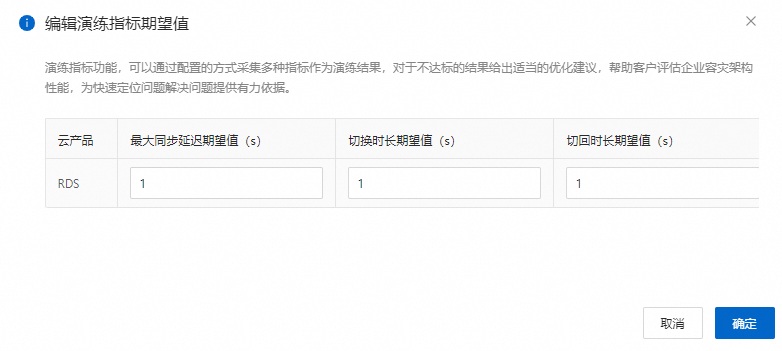 编辑演练指标期望值
演练指标功能，可以通过配置的方式采集多种指标作为演练结果，对于不达标的结果给出适当的优化建议，帮助客户评估企业容灾架构
性能，为快速定位问题解决问题提供有力依据。
云产品 最大同步延迟期望值（s） 切换时长期望值（s） 切回时长期望值（s）
RDS 1 1 1
取消 确定